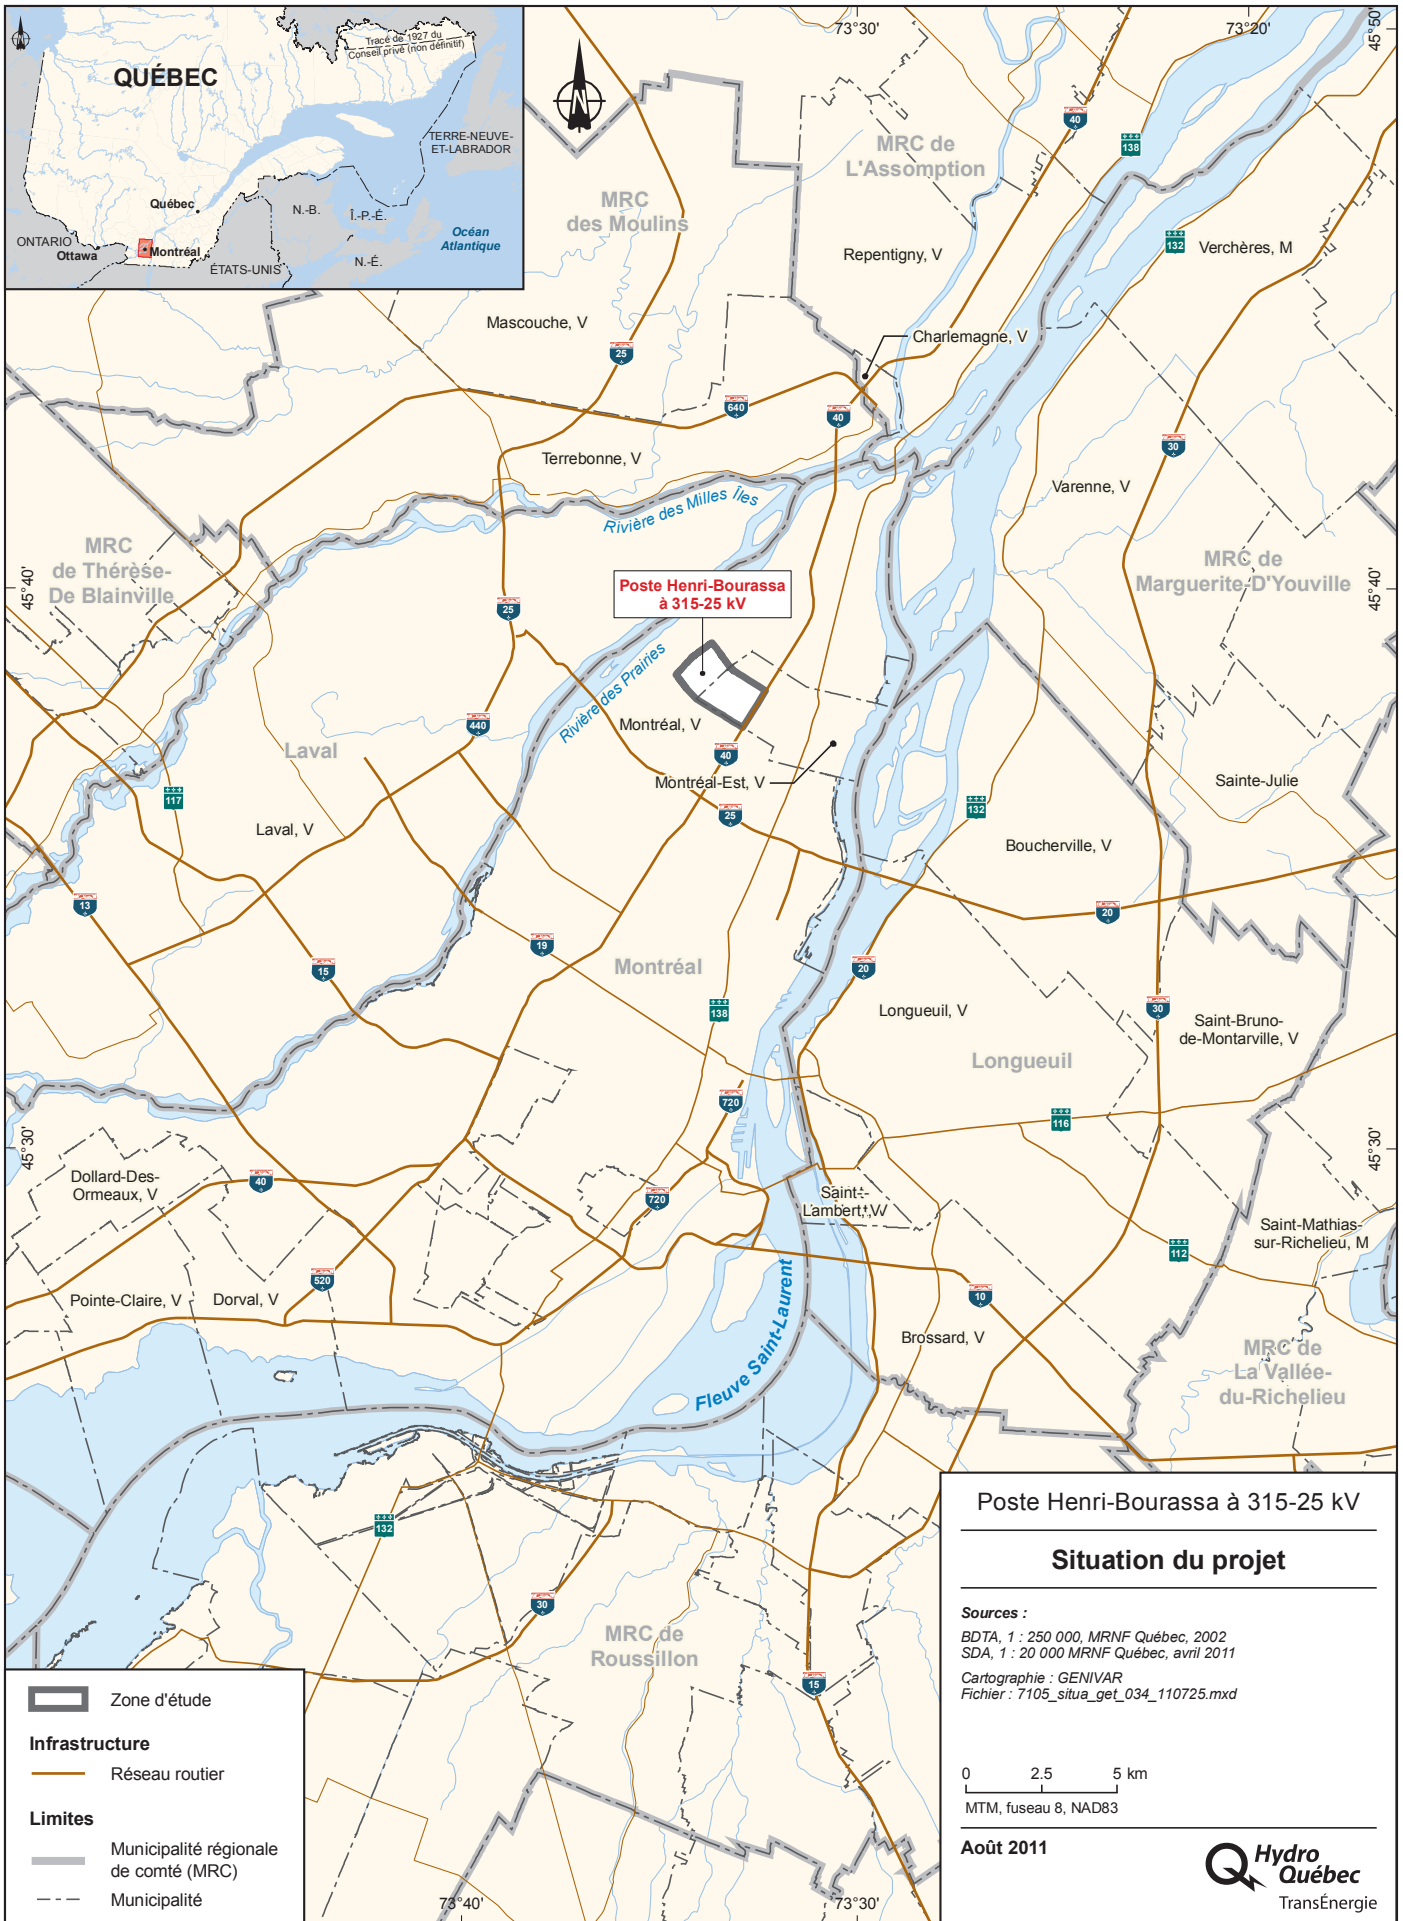 73°30'
73°20'
45°50'
Tracé de 1927 du
Conseil privé (non définitif)
QUÉBEC
TERRE-NEUVE-
ET-LABRADOR
Québec
N.-B.
Î.-P.-É.
Océan
Atlantique
ONTARIO
Ottawa
Montréal
ÉTATS-UNIS
N.-É.
N
40
138
MRC de
L'Assomption
MRC
des Moulins
Repentigny, V
132
Verchères, M
Mascouche, V
Charlemagne, V
25
640
40
30
Terrebonne, V
Varenne, V
Rivière des Milles Îles
MRC
de Thérèse-
De Blainville
MRC de
Marguerite-D'Youville
45°40'
45°40'
Poste Henri-Bourassa
à 315-25 kV
25
Rivière des Prairies
440
Montréal, V
Laval
40
Montréal-Est, V
Sainte-Julie
117
132
25
Laval, V
Boucherville, V
13
20
19
15
Montréal
20
138
Longueuil, V
30
Saint-Bruno-
de-Montarville, V
Longueuil
720
116
45°30'
45°30'
Dollard-Des-
Ormeaux, V
40
720
Saint-
Lambert, V
Saint-Mathias-
sur-Richelieu, M
112
520
Pointe-Claire, V
Dorval, V
10
Fleuve Saint-Laurent
Brossard, V
MRC de
La Vallée-
du-Richelieu
132
30
MRC de
Roussillon
15
73°40'
73°30'
Zone d'étude
Infrastructure
Réseau routier
Limites
Municipalité régionale
de comté (MRC)
Municipalité
Poste Henri-Bourassa à 315-25 kV
Situation du projet
Sources :
BDTA, 1 : 250 000, MRNF Québec, 2002
SDA, 1 : 20 000 MRNF Québec, avril 2011
Cartographie : GENIVAR
Fichier : 7105_situa_get_034_110725.mxd
0 2.5 5 km
MTM, fuseau 8, NAD83
Août 2011
Hydro
Québec
TransÉnergie